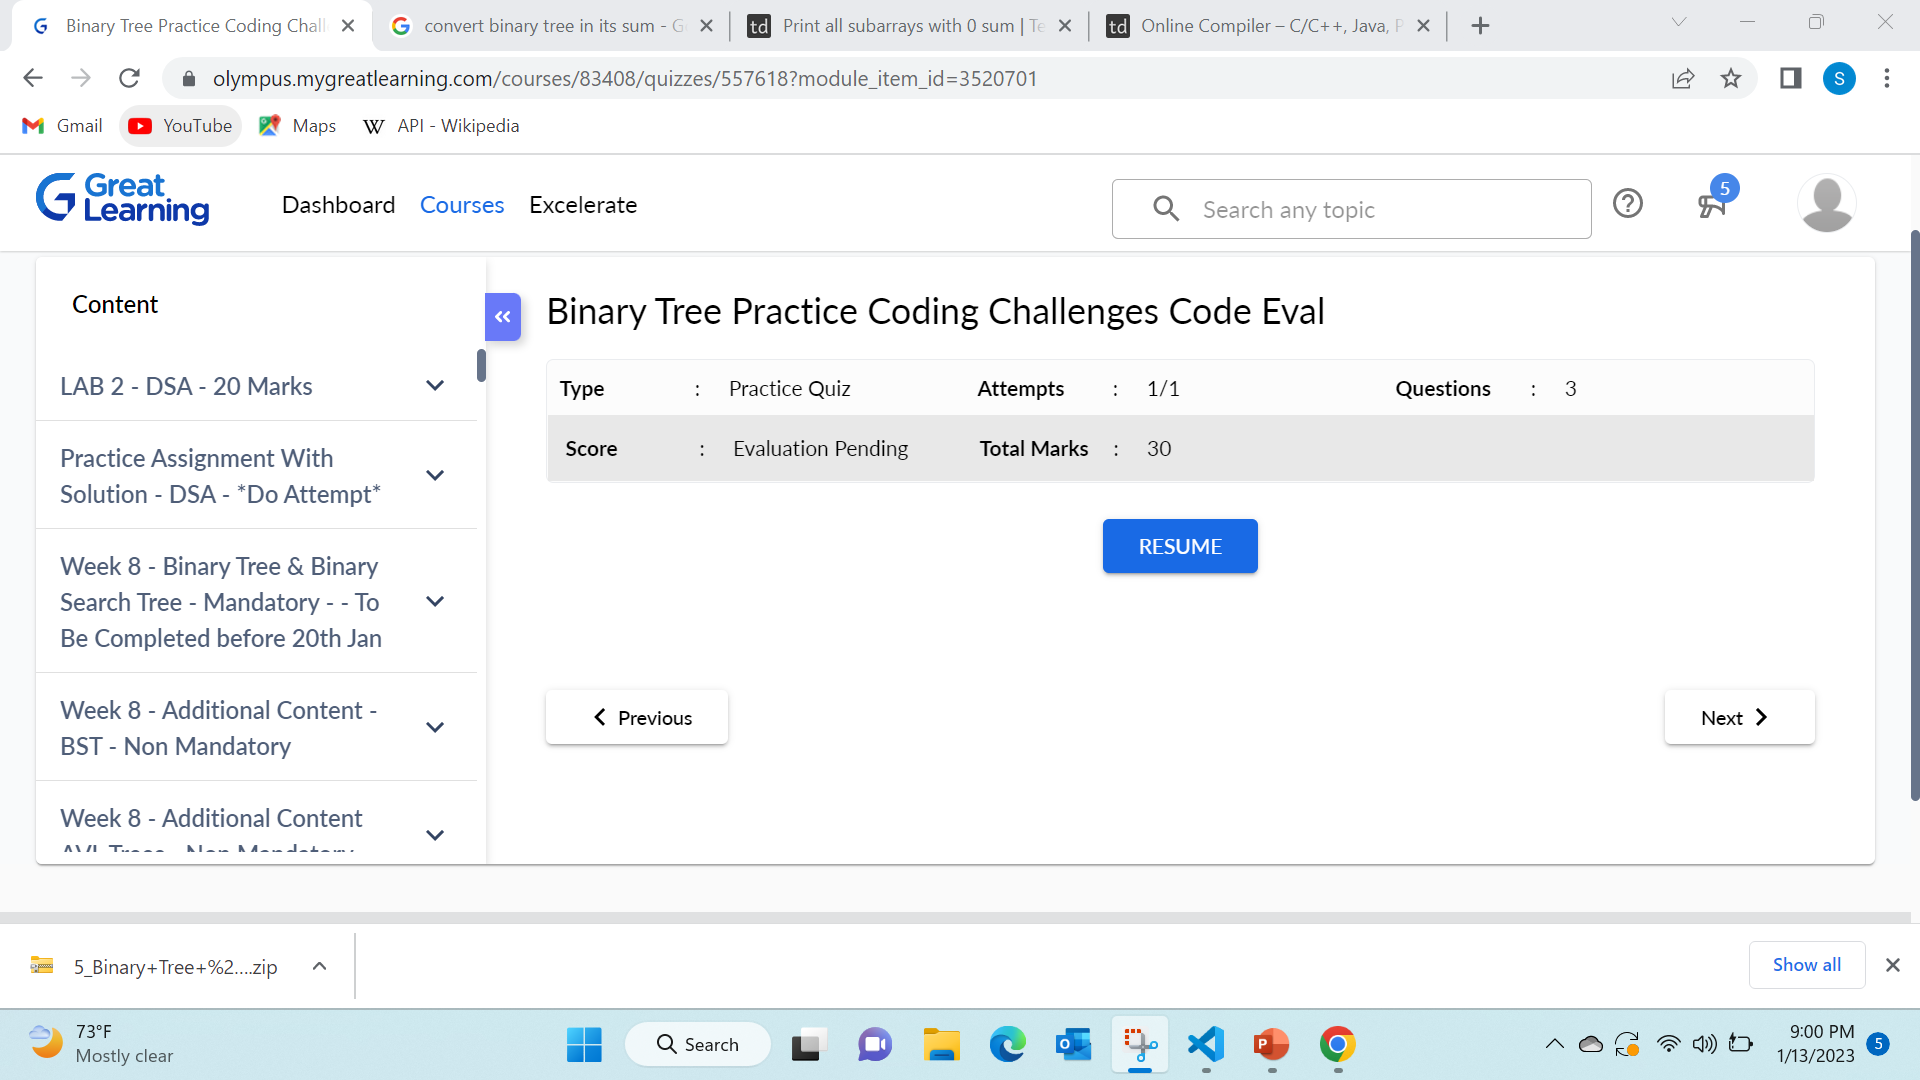 Binary Tree Practice Coding Chall
convert binary tree in its sum - G
td Print all subarrays with 0 sum | Te
td Online Compiler – C/C++, Java, P
olympus.mygreatlearning.com/courses/83408/quizzes/557618?module_item_id=3520701
S
Gmail YouTube Maps W API - Wikipedia
Great Learning
Dashboard Courses Excelerate
Search any topic
5
Content
LAB 2 - DSA - 20 Marks
Practice Assignment With
Solution - DSA - *Do Attempt*
Week 8 - Binary Tree & Binary
Search Tree - Mandatory - - To
Be Completed before 20th Jan
Week 8 - Additional Content -
BST - Non Mandatory
Week 8 - Additional Content
AVL Trees - Non Mandatory
Binary Tree Practice Coding Challenges Code Eval
Type : Practice Quiz Attempts : 1/1 Questions : 3
Score : Evaluation Pending Total Marks : 30
RESUME
Previous
Next
5_Binary+Tree+%2....zip
Show all
73°F
Mostly clear
Search
9:00 PM
1/13/2023
5